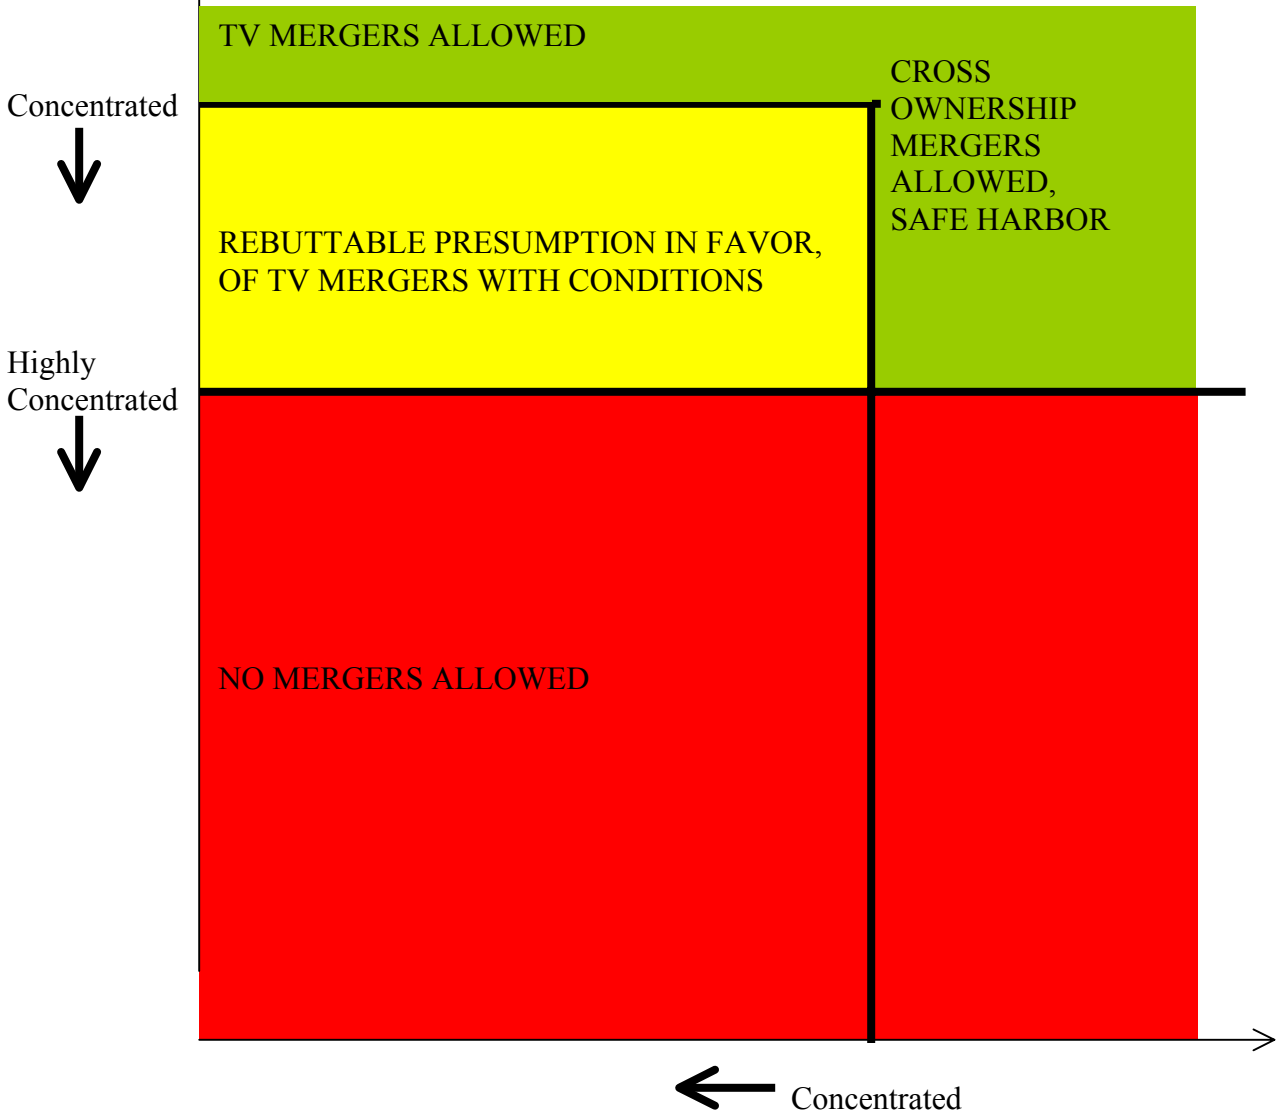 TV MERGERS ALLOWED
CROSS
OWNERSHIP
MERGERS
ALLOWED,
SAFE HARBOR
Concentrated
REBUTTABLE PRESUMPTION IN FAVOR,
OF TV MERGERS WITH CONDITIONS
Highly
Concentrated
NO MERGERS ALLOWED
Concentrated